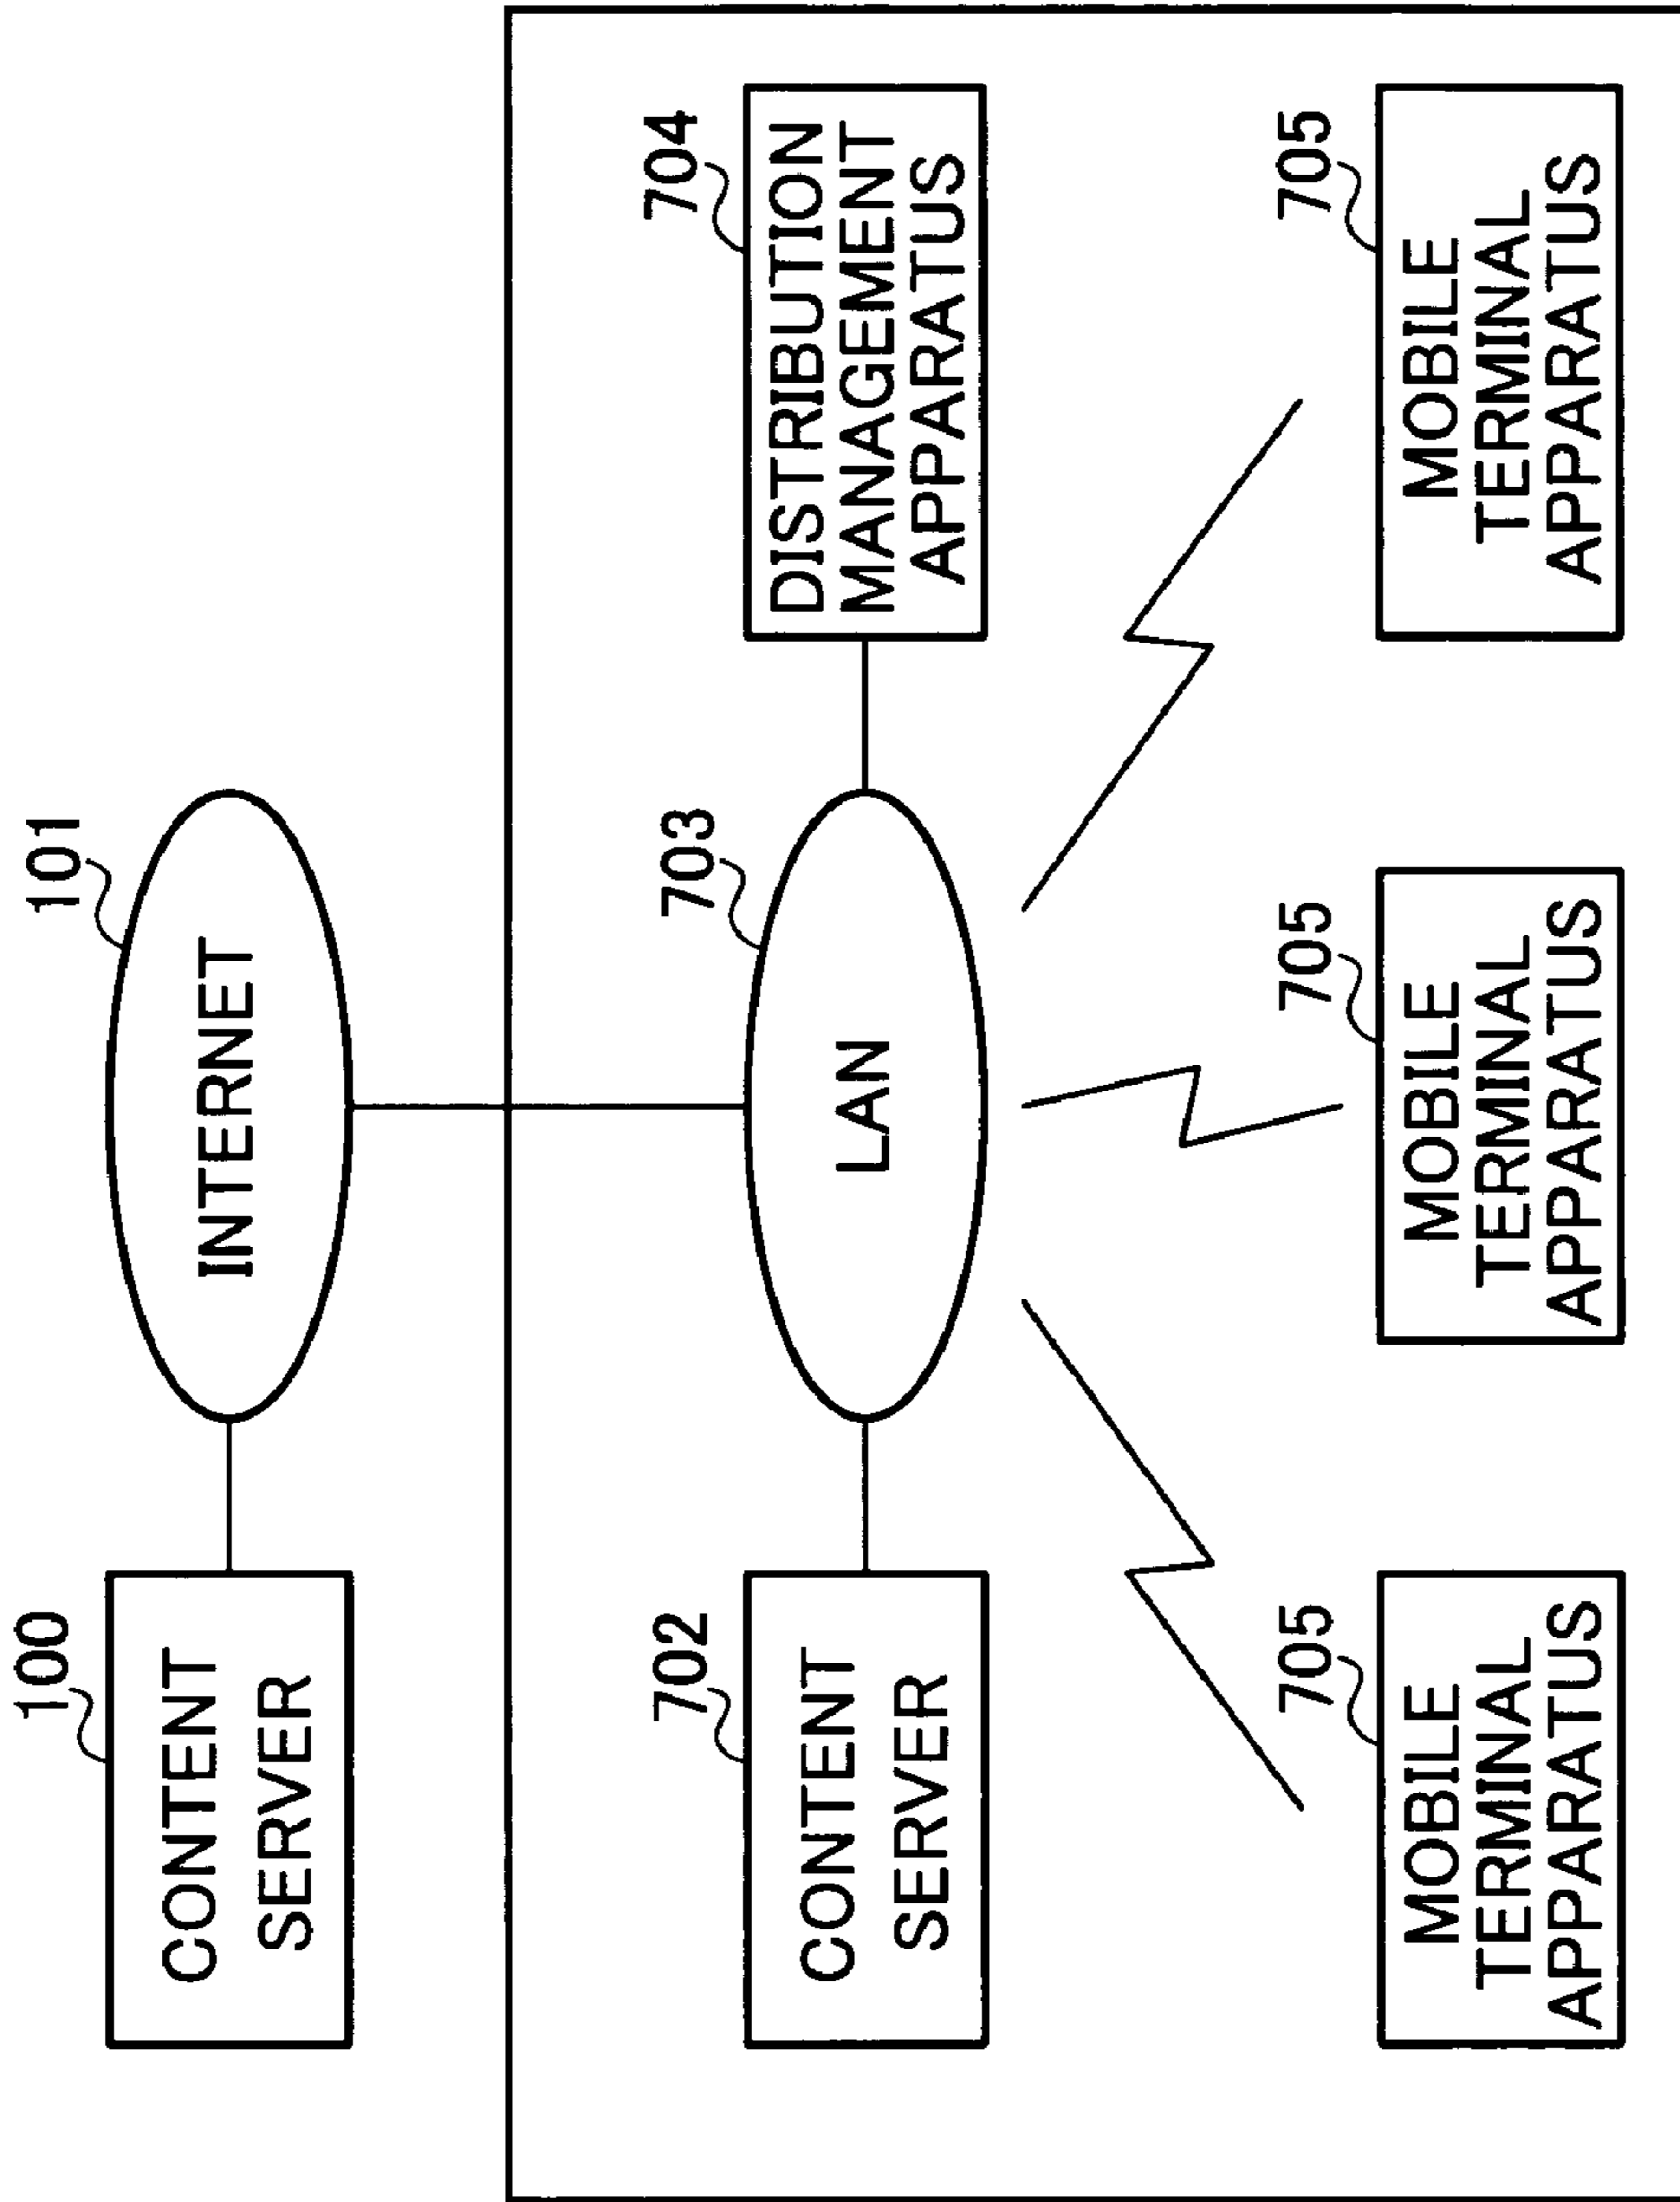 100
CONTENT
SERVER
101
INTERNET
702
CONTENT
SERVER
703
LAN
704
DISTRIBUTION
MANAGEMENT
APPARATUS
705
MOBILE
TERMINAL
APPARATUS
705
MOBILE
TERMINAL
APPARATUS
705
MOBILE
TERMINAL
APPARATUS